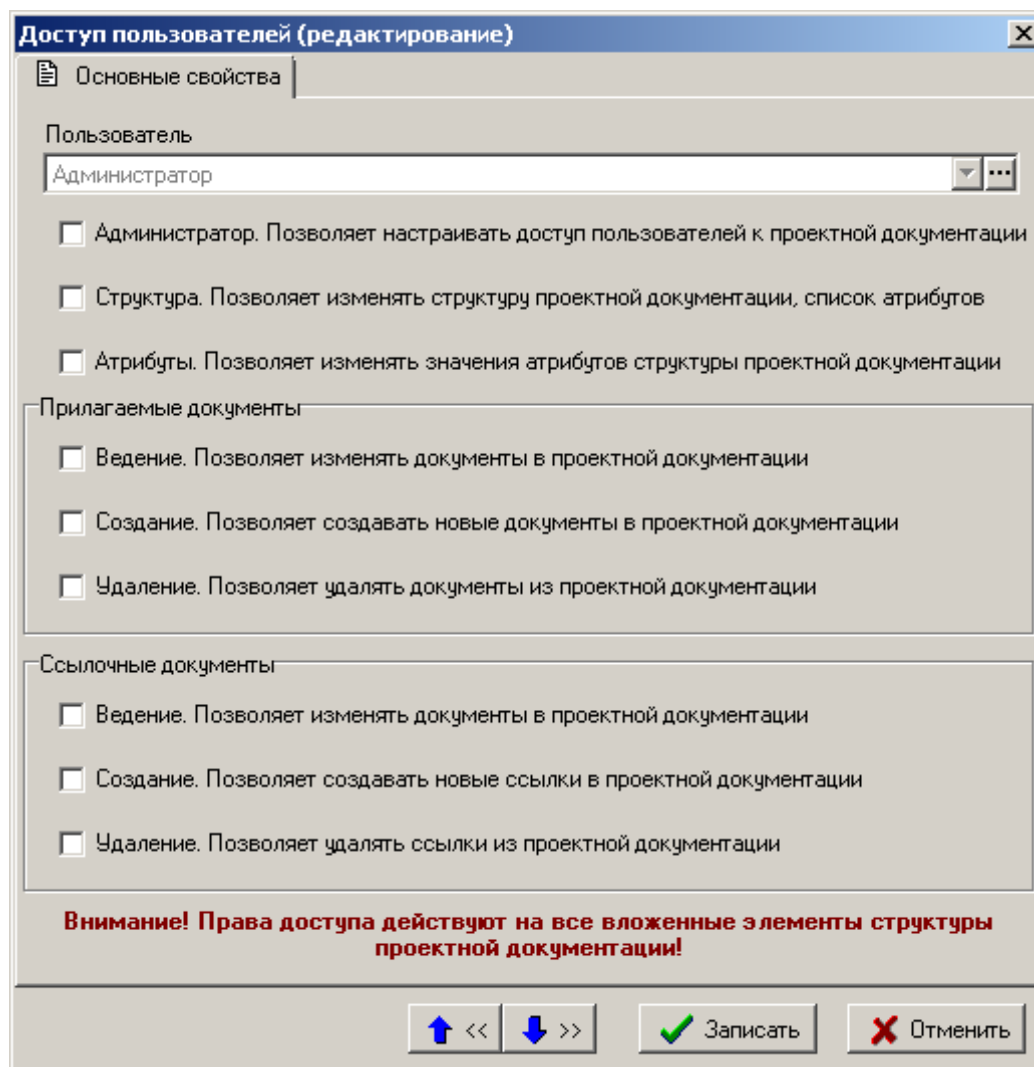 Доступ пользователей (редактирование)
Основные свойства
Пользователь
Администратор
Администратор. Позволяет настраивать доступ пользователей к проектной документации
Структура. Позволяет изменять структуру проектной документации, список атрибутов
Атрибуты. Позволяет изменять значения атрибутов структуры проектной документации
Прилагаемые документы
Ведение. Позволяет изменять документы в проектной документации
Создание. Позволяет создавать новые документы в проектной документации
Удаление. Позволяет удалять документы из проектной документации
Ссылочные документы
Ведение. Позволяет изменять документы в проектной документации
Создание. Позволяет создавать новые ссылки в проектной документации
Удаление. Позволяет удалять ссылки из проектной документации
Внимание! Права доступа действуют на все вложенные элементы структуры
проектной документации!
<< >> Записать Отменить